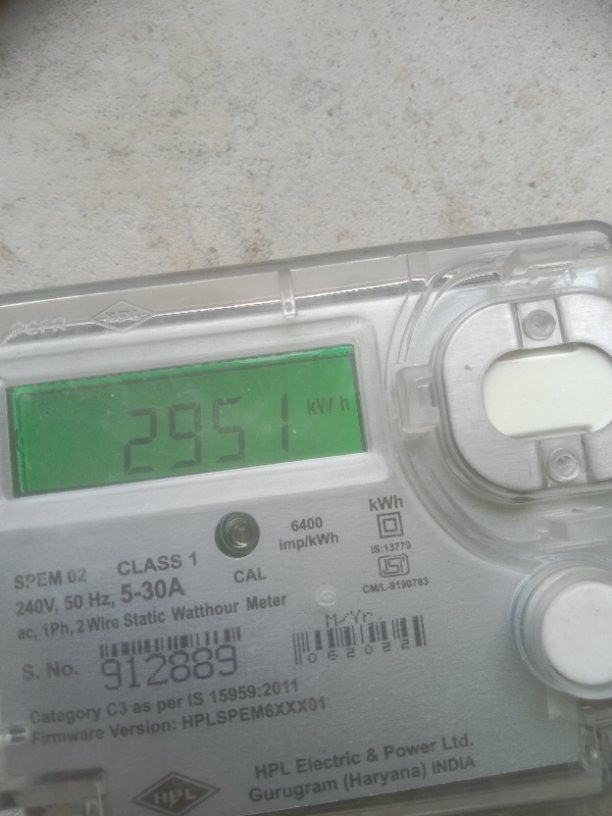 2951 kWh
6400
imp/kWh
kWh
IS:13779
ISI
CM/L-9190783
SPEM 02 CLASS 1
CAL
240V, 50 Hz, 5-30A
ac, 1Ph, 2 Wire Static Watthour Meter
M/Yr.
062022
S. No. 912889
Category C3 as per IS 15959:2011
Firmware Version: HPLSPEM6XXX01
HPL
HPL Electric & Power Ltd.
Gurugram (Haryana) INDIA